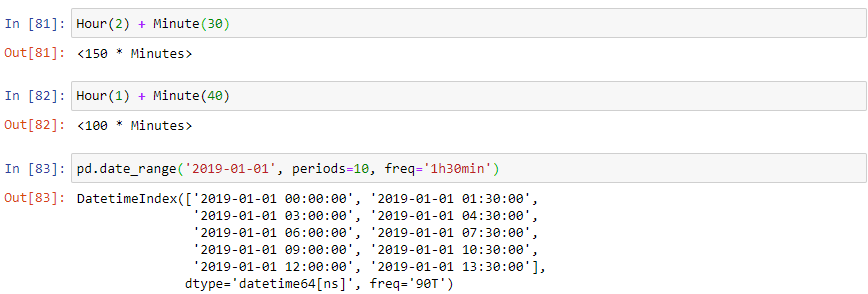 In [81]: Hour(2) + Minute(30)
Out[81]: <150 * Minutes>
In [82]: Hour(1) + Minute(40)
Out[82]: <100 * Minutes>
In [83]: pd.date_range('2019-01-01', periods=10, freq='1h30min')
Out[83]: DatetimeIndex(['2019-01-01 00:00:00', '2019-01-01 01:30:00',
'2019-01-01 03:00:00', '2019-01-01 04:30:00',
'2019-01-01 06:00:00', '2019-01-01 07:30:00',
'2019-01-01 09:00:00', '2019-01-01 10:30:00',
'2019-01-01 12:00:00', '2019-01-01 13:30:00'],
dtype='datetime64[ns]', freq='90T')